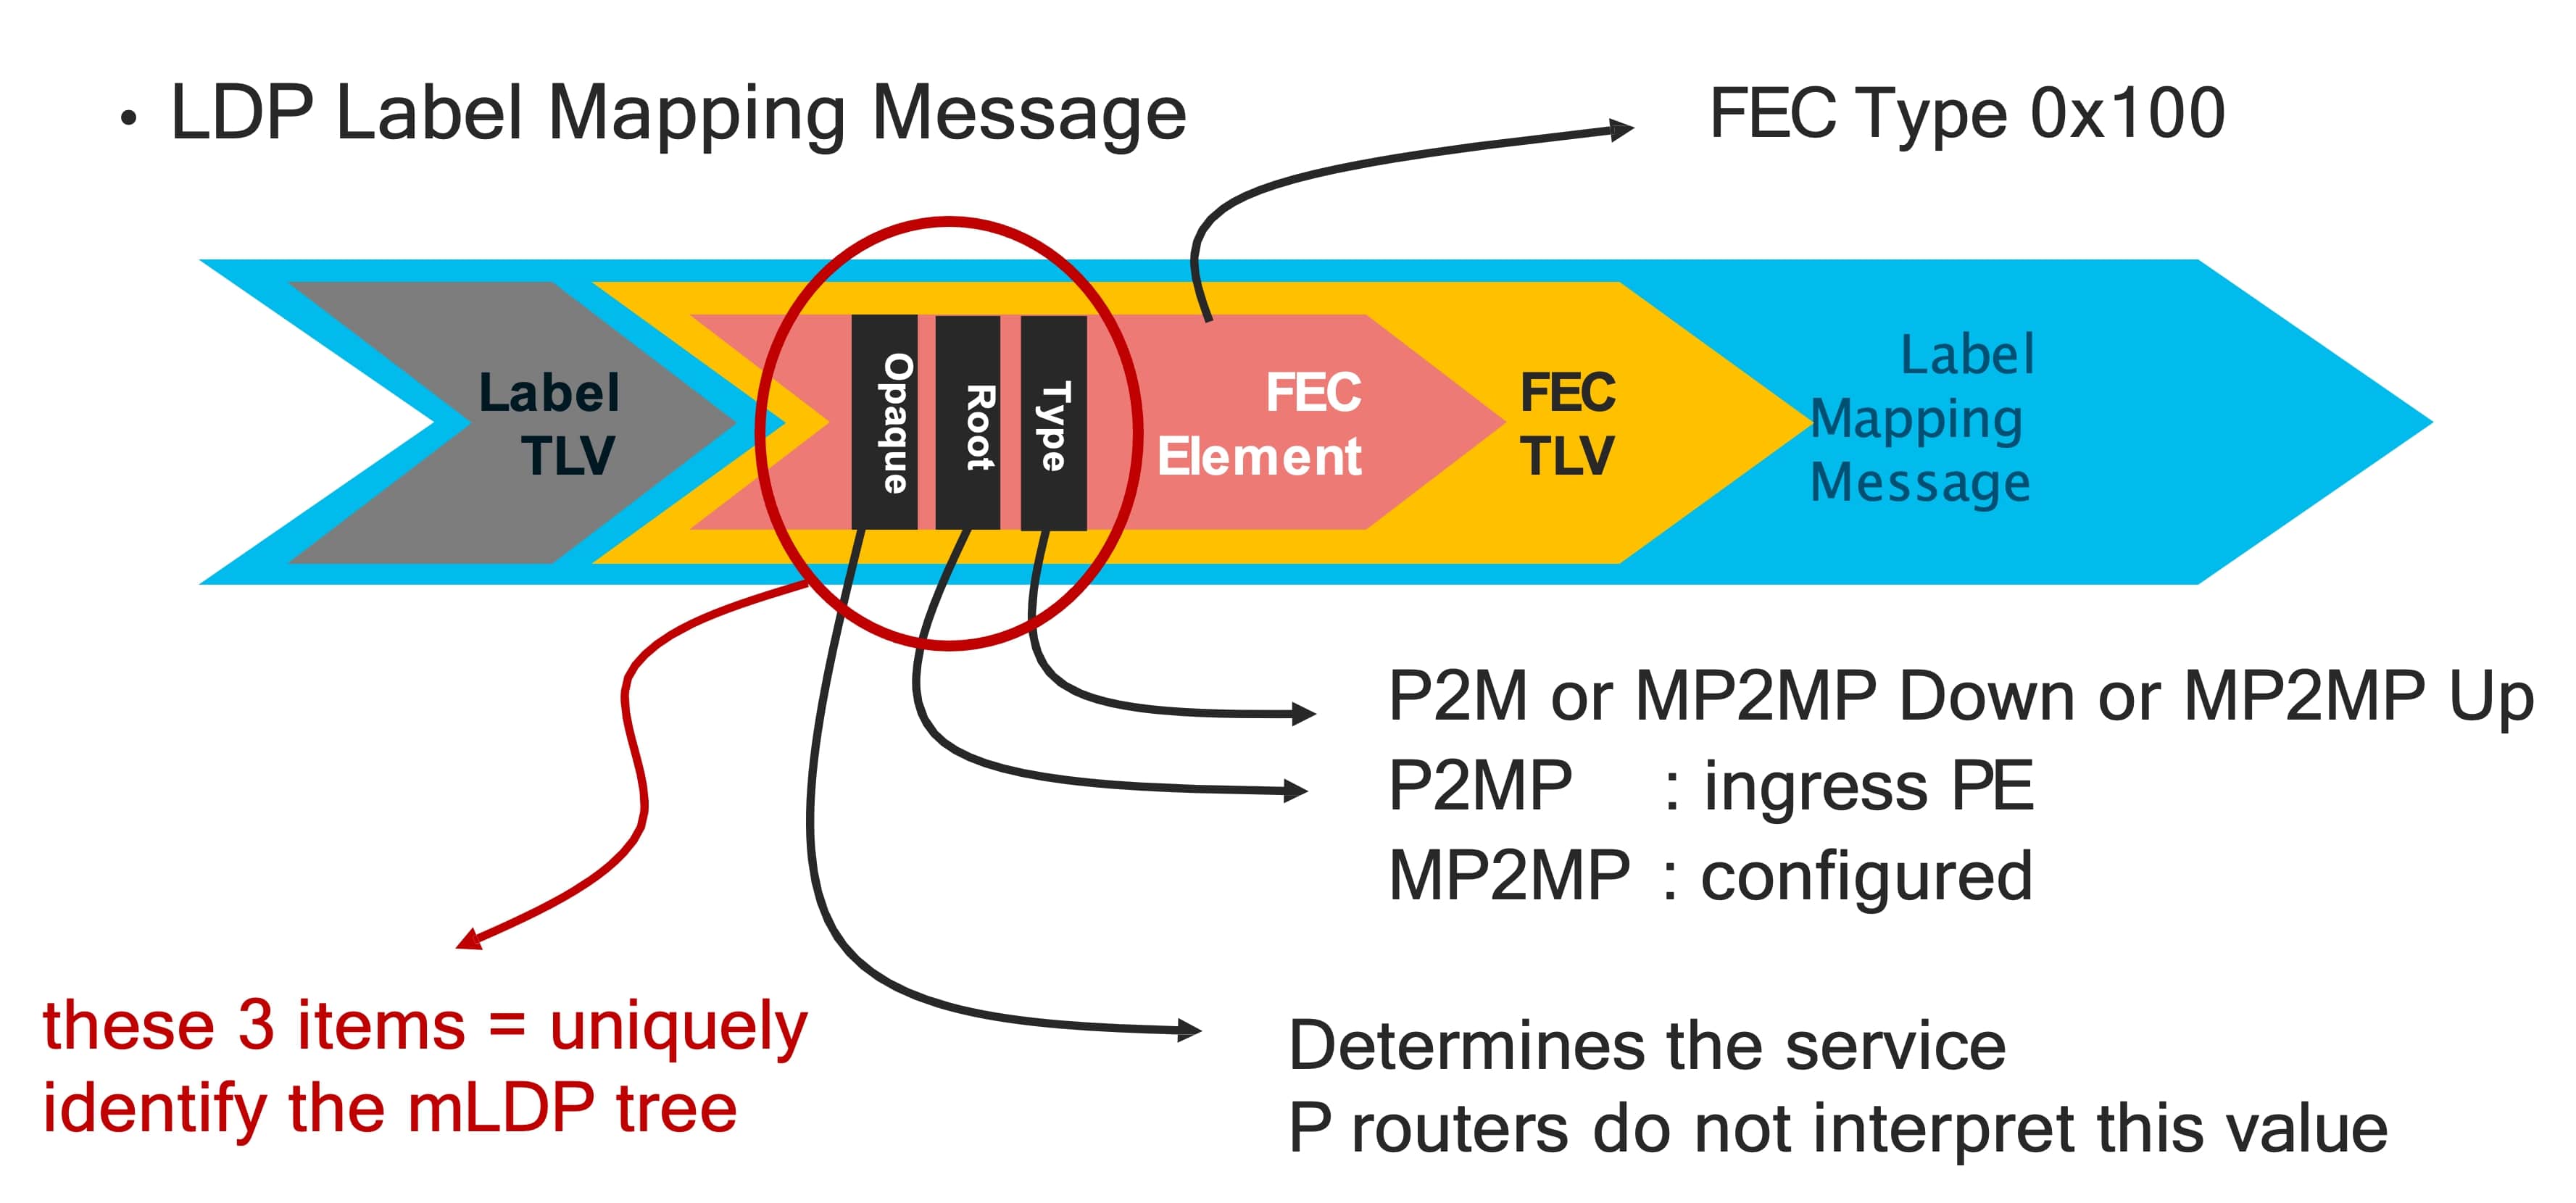 • LDP Label Mapping Message
FEC Type 0x100
Label
TLV
Opaque
Root
Type
FEC
Element
FEC
TLV
Label
Mapping
Message
P2M or MP2MP Down or MP2MP Up
P2MP : ingress PE
MP2MP : configured
these 3 items = uniquely
identify the mLDP tree
Determines the service
P routers do not interpret this value